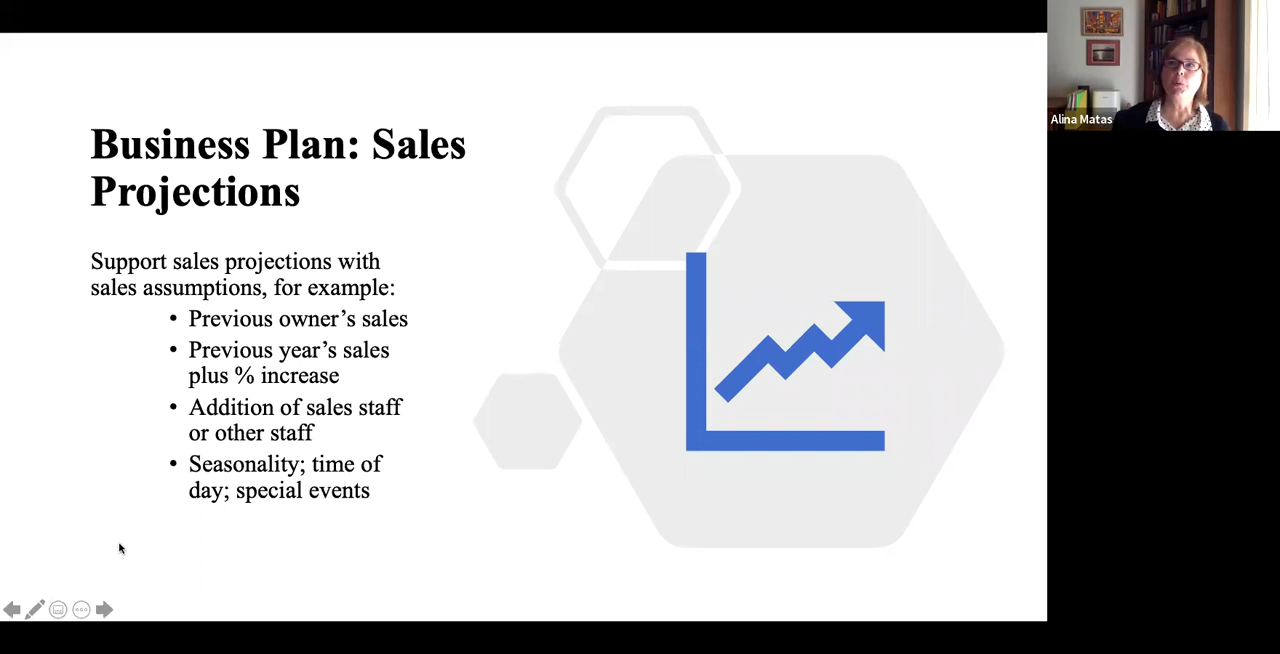 Business Plan: Sales
Projections
Support sales projections with
sales assumptions, for example:
• Previous owner’s sales
• Previous year’s sales
plus % increase
• Addition of sales staff
or other staff
• Seasonality; time of
day; special events
Alina Matas